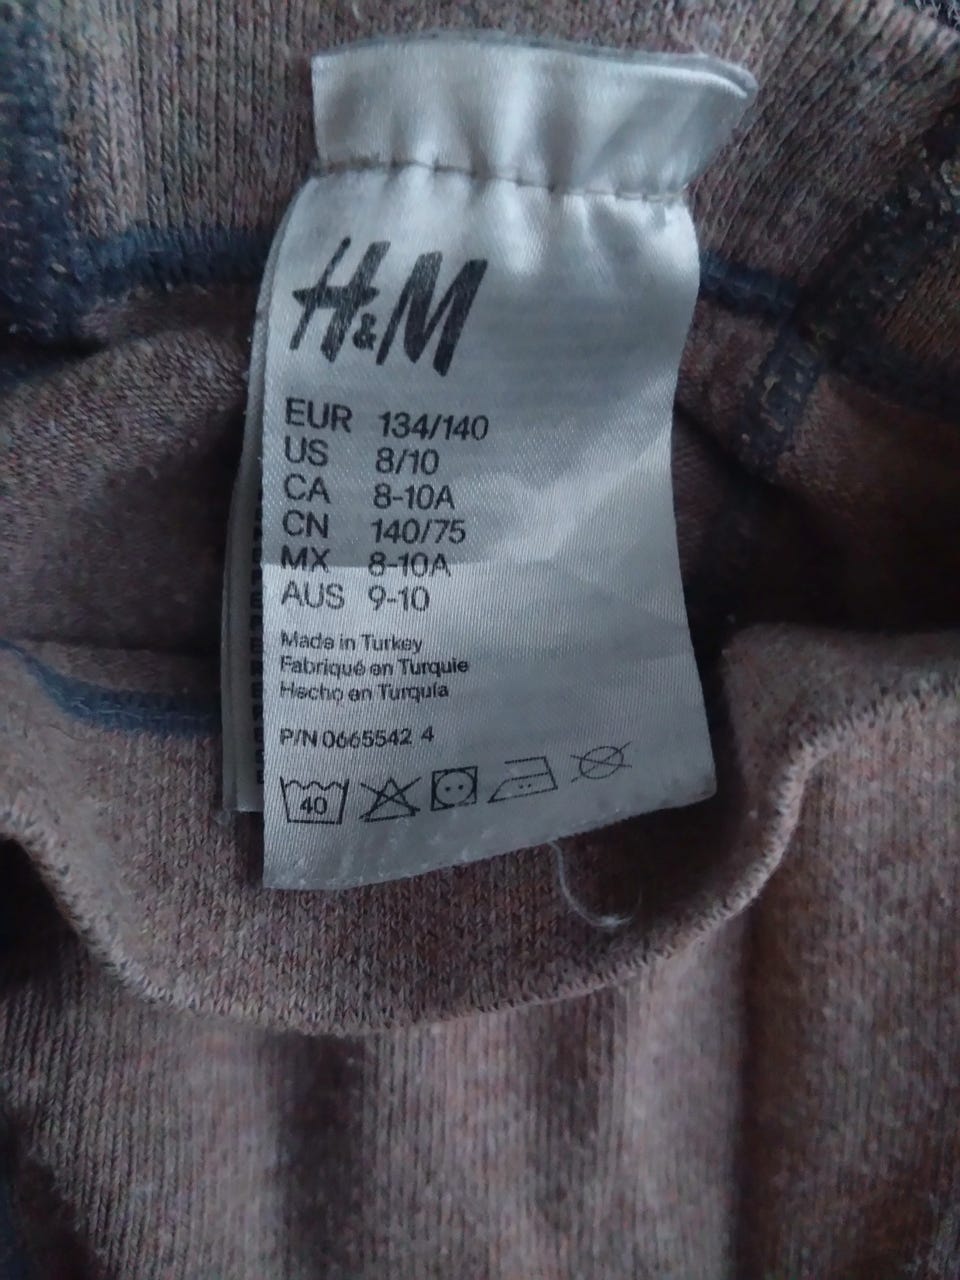 H&M
EUR 134/140
US 8/10
CA 8-10A
CN 140/75
MX 8-10A
AUS 9-10
Made in Turkey
Fabriqué en Turquie
Hecho en Turquía
P/N 0665542 4
40